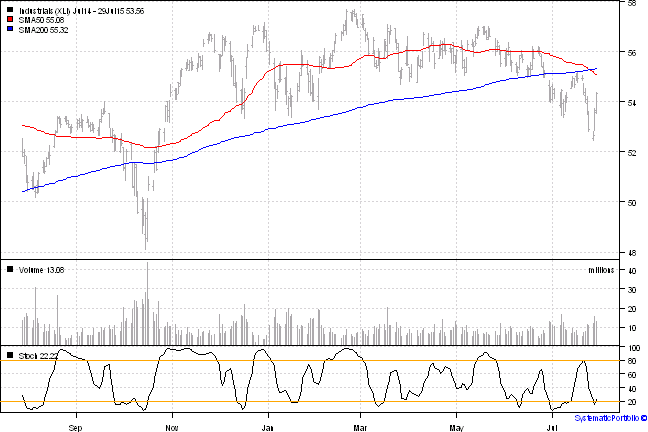 Industrials (XLI) Jul14 - 29Jul15 53.56
SMA50 55.08
SMA200 55.32
58
56
54
52
50
48
Volume 13.08
millions
40
30
20
10
Stoch 22.22
100
80
60
40
20
Sep
Nov
Jan
Mar
May
Jul
SystematicPortfolio ©